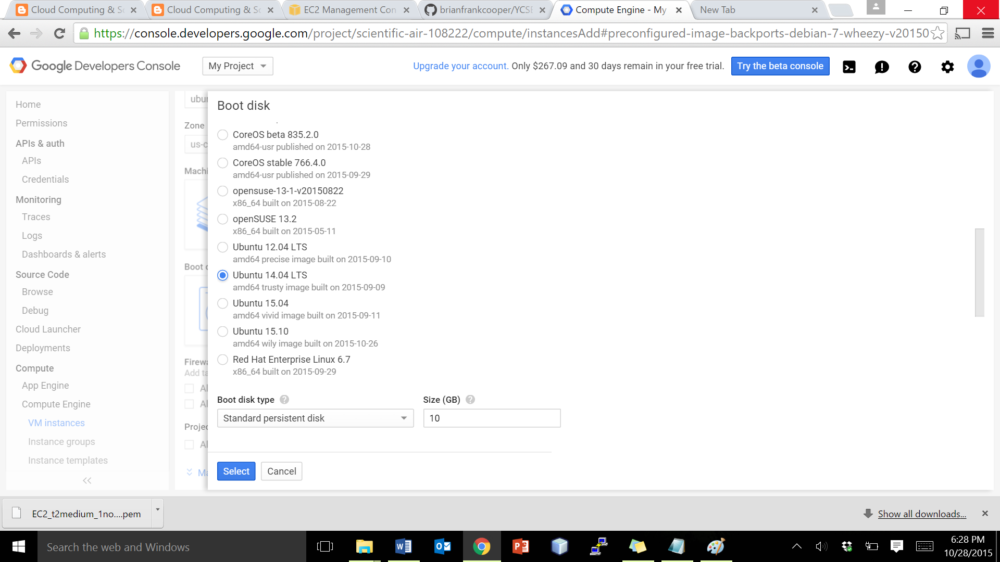 Cloud Computing & Sc
Cloud Computing & Sc
EC2 Management Con
brianfrankcooper/YCSB
Compute Engine - My
New Tab
https://console.developers.google.com/project/scientific-air-108222/compute/instancesAdd#preconfigured-image-backports-debian-7-wheezy-v20150
Google Developers Console
My Project
Upgrade your account. Only $267.09 and 30 days remain in your free trial.
Try the beta console
Home
Permissions
APIs & auth
APIs
Credentials
Monitoring
Traces
Logs
Dashboards & alerts
Source Code
Browse
Debug
Cloud Launcher
Deployments
Compute
App Engine
Compute Engine
VM instances
Instance groups
Instance templates
ubu
Zone
us-c
Machi
Boot
Firewa
Add ta
Al
Al
Projec
Al
Ma
Boot disk
CoreOS beta 835.2.0
amd64-usr published on 2015-10-28
CoreOS stable 766.4.0
amd64-usr published on 2015-09-29
opensuse-13-1-v20150822
x86_64 built on 2015-08-22
openSUSE 13.2
x86_64 built on 2015-05-11
Ubuntu 12.04 LTS
amd64 precise image built on 2015-09-10
Ubuntu 14.04 LTS
amd64 trusty image built on 2015-09-09
Ubuntu 15.04
amd64 vivid image built on 2015-09-11
Ubuntu 15.10
amd64 wily image built on 2015-10-26
Red Hat Enterprise Linux 6.7
x86_64 built on 2015-09-29
Boot disk type
Size (GB)
Standard persistent disk
10
Select
Cancel
EC2_t2medium_1no....pem
Show all downloads...
Search the web and Windows
6:28 PM
10/28/2015